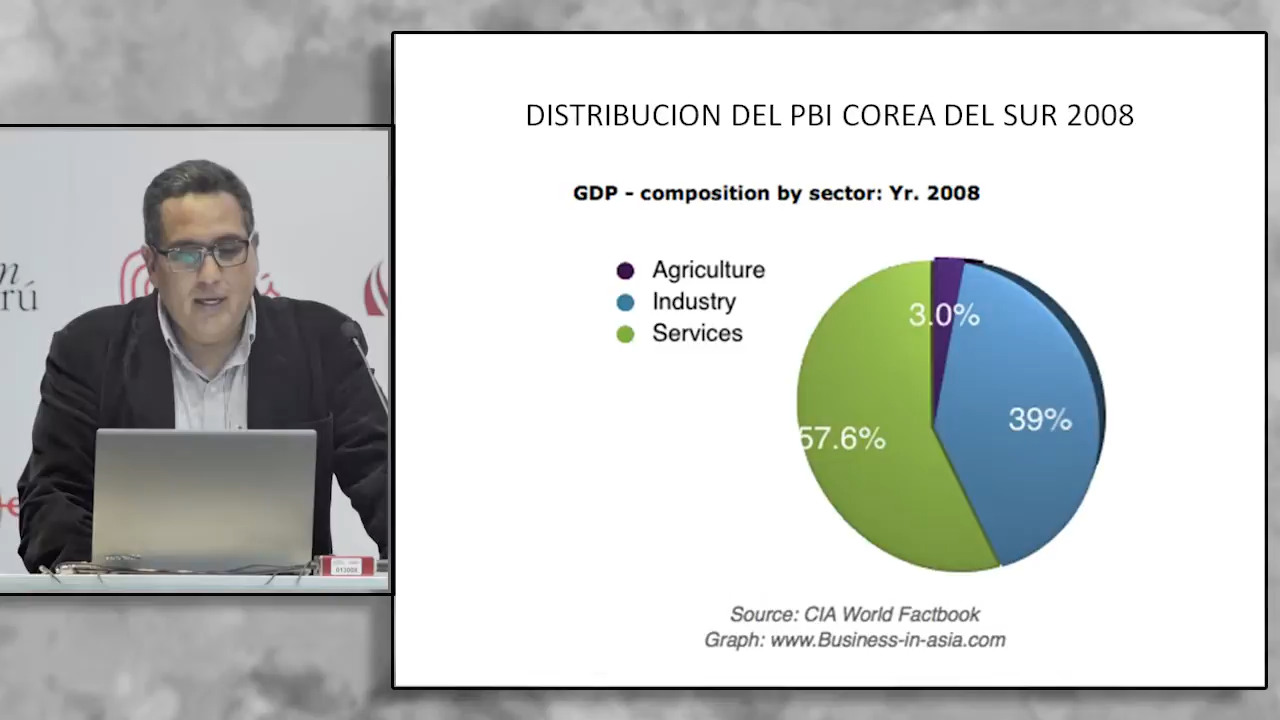 DISTRIBUCION DEL PBI COREA DEL SUR 2008
GDP - composition by sector: Yr. 2008
Agriculture
Industry
Services
3.0%
39%
57.6%
Source: CIA World Factbook
Graph: www.Business-in-asia.com